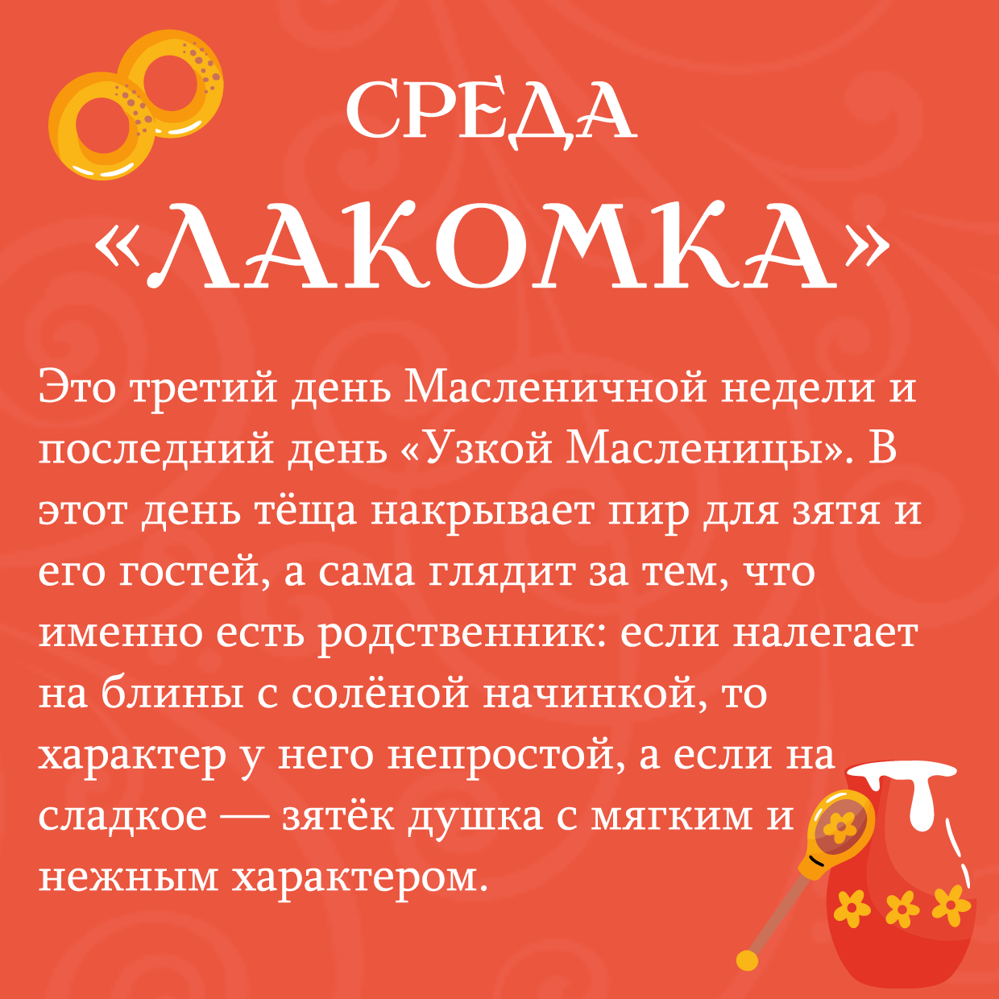 СРЕДА
«ЛАКОМКА»
Это третий день Масленичной недели и
последний день «Узкой Масленицы». В
этот день тёща накрывает пир для зятя и
его гостей, а сама глядит за тем, что
именно есть родственник: если налегает
на блины с солёной начинкой, то
характер у него непростой, а если на
сладкое — зятёк душка с мягким и
нежным характером.